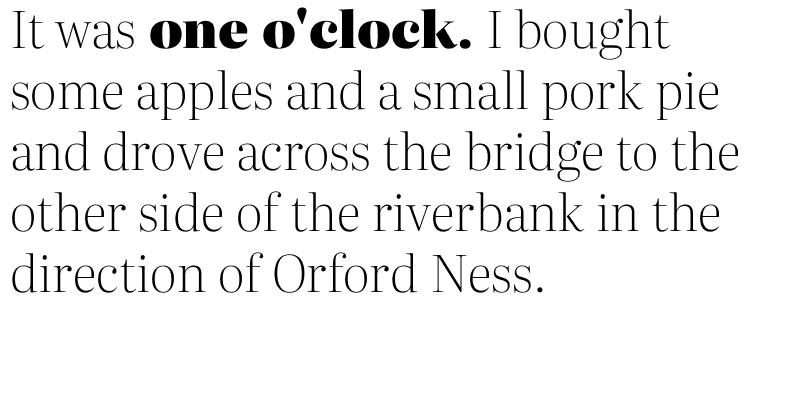 It was one o'clock. I bought
some apples and a small pork pie
and drove across the bridge to the
other side of the riverbank in the
direction of Orford Ness.